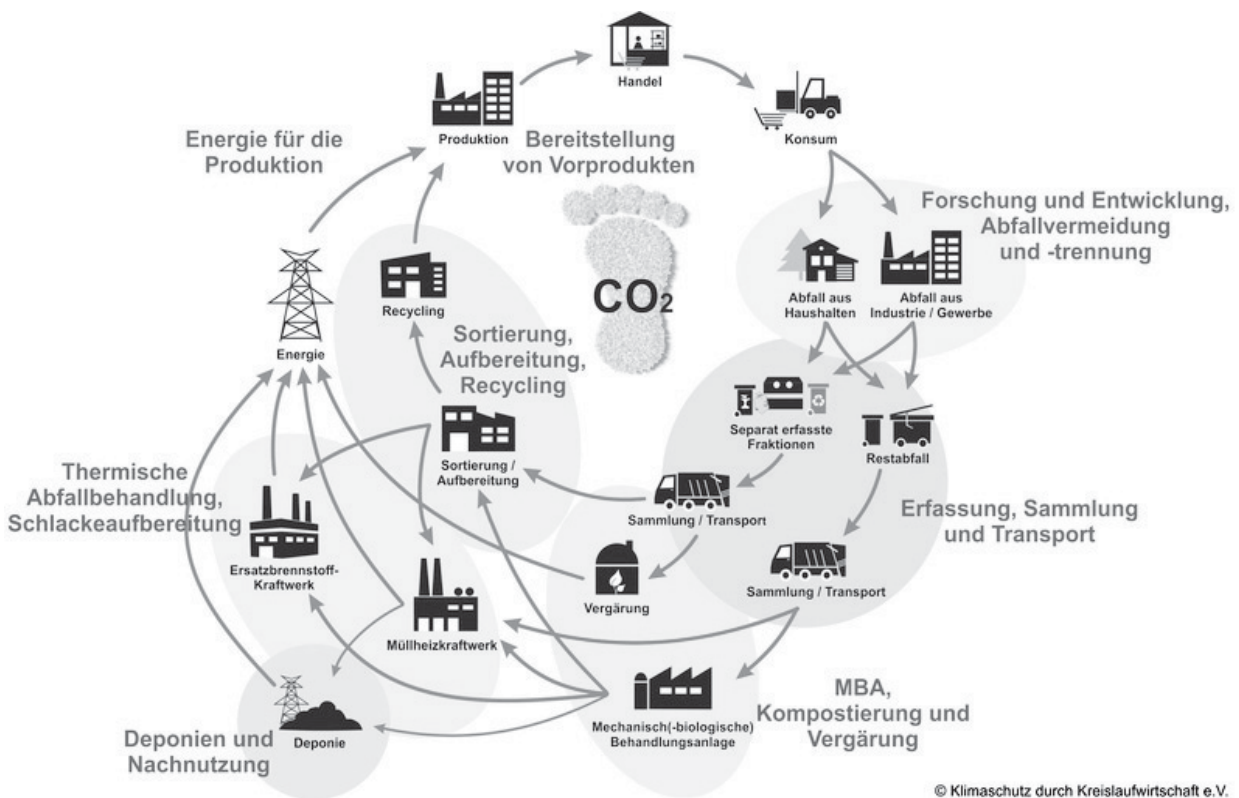 Handel
Produktion
Konsum
Energie für die
Produktion
Bereitstellung
von Vorprodukten
Forschung und Entwicklung,
Abfallvermeidung
und -trennung
CO₂
Abfall aus
Haushalten
Abfall aus
Industrie / Gewerbe
Recycling
Energie
Sortierung,
Aufbereitung,
Recycling
Separat erfasste
Fraktionen
Restabfall
Sortierung /
Aufbereitung
Thermische
Abfallbehandlung,
Schlackeaufbereitung
Sammlung / Transport
Erfassung, Sammlung
und Transport
Ersatzbrennstoff-
Kraftwerk
Vergärung
Sammlung / Transport
Müllheizkraftwerk
MBA,
Kompostierung und
Vergärung
Mechanisch(-biologische)
Behandlungsanlage
Deponie
Deponien und
Nachnutzung
© Klimaschutz durch Kreislaufwirtschaft e.V.